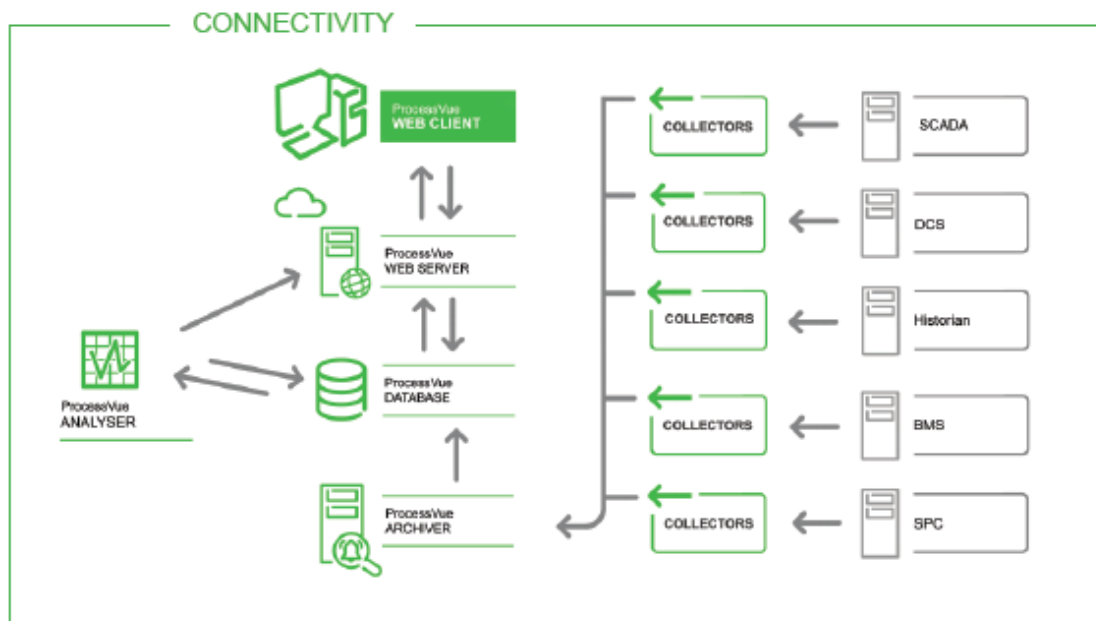 CONNECTIVITY
ProcessVue
WEB CLIENT
ProcessVue
WEB SERVER
ProcessVue
DATABASE
ProcessVue
ANALYSER
ProcessVue
ARCHIVER
COLLECTORS
SCADA
COLLECTORS
DCS
COLLECTORS
Historian
COLLECTORS
BMS
COLLECTORS
SPC